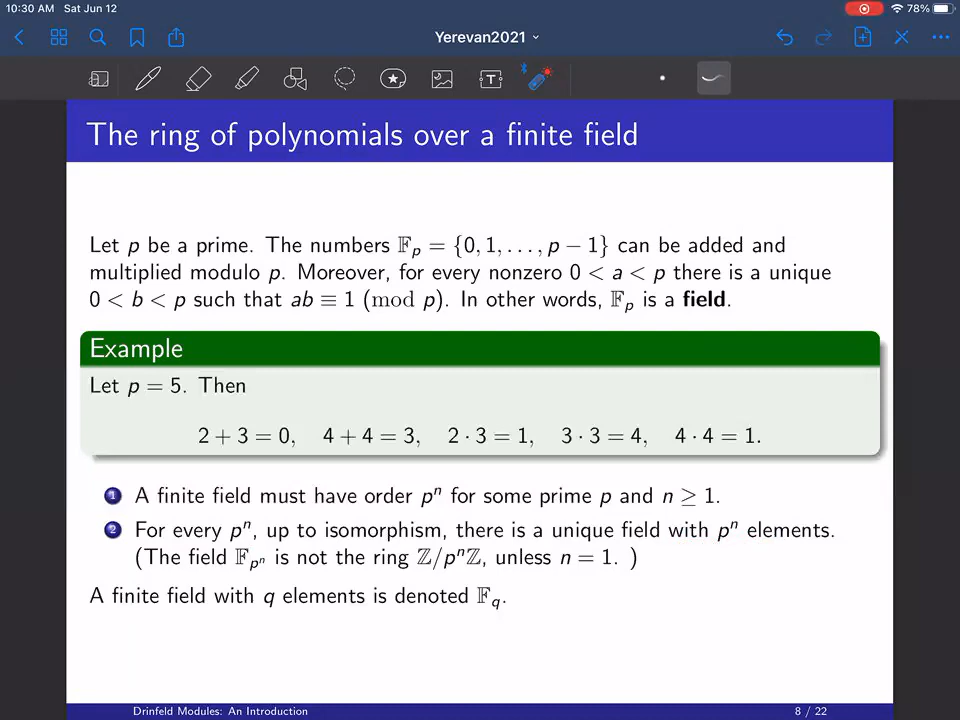 10:30 AM Sat Jun 12
78%
Yerevan2021
T
The ring of polynomials over a finite field
Let p be a prime. The numbers 𝔽ₚ = {0, 1, . . . , p − 1} can be added and
multiplied modulo p. Moreover, for every nonzero 0 < a < p there is a unique
0 < b < p such that ab ≡ 1 (mod p). In other words, 𝔽ₚ is a field.
Example
Let p = 5. Then
2 + 3 = 0, 4 + 4 = 3, 2 · 3 = 1, 3 · 3 = 4, 4 · 4 = 1.
1 A finite field must have order pⁿ for some prime p and n ≥ 1.
2 For every pⁿ, up to isomorphism, there is a unique field with pⁿ elements.
(The field 𝔽_{pⁿ} is not the ring ℤ/pⁿℤ, unless n = 1. )
A finite field with q elements is denoted 𝔽_q.
Drinfeld Modules: An Introduction
8 / 22